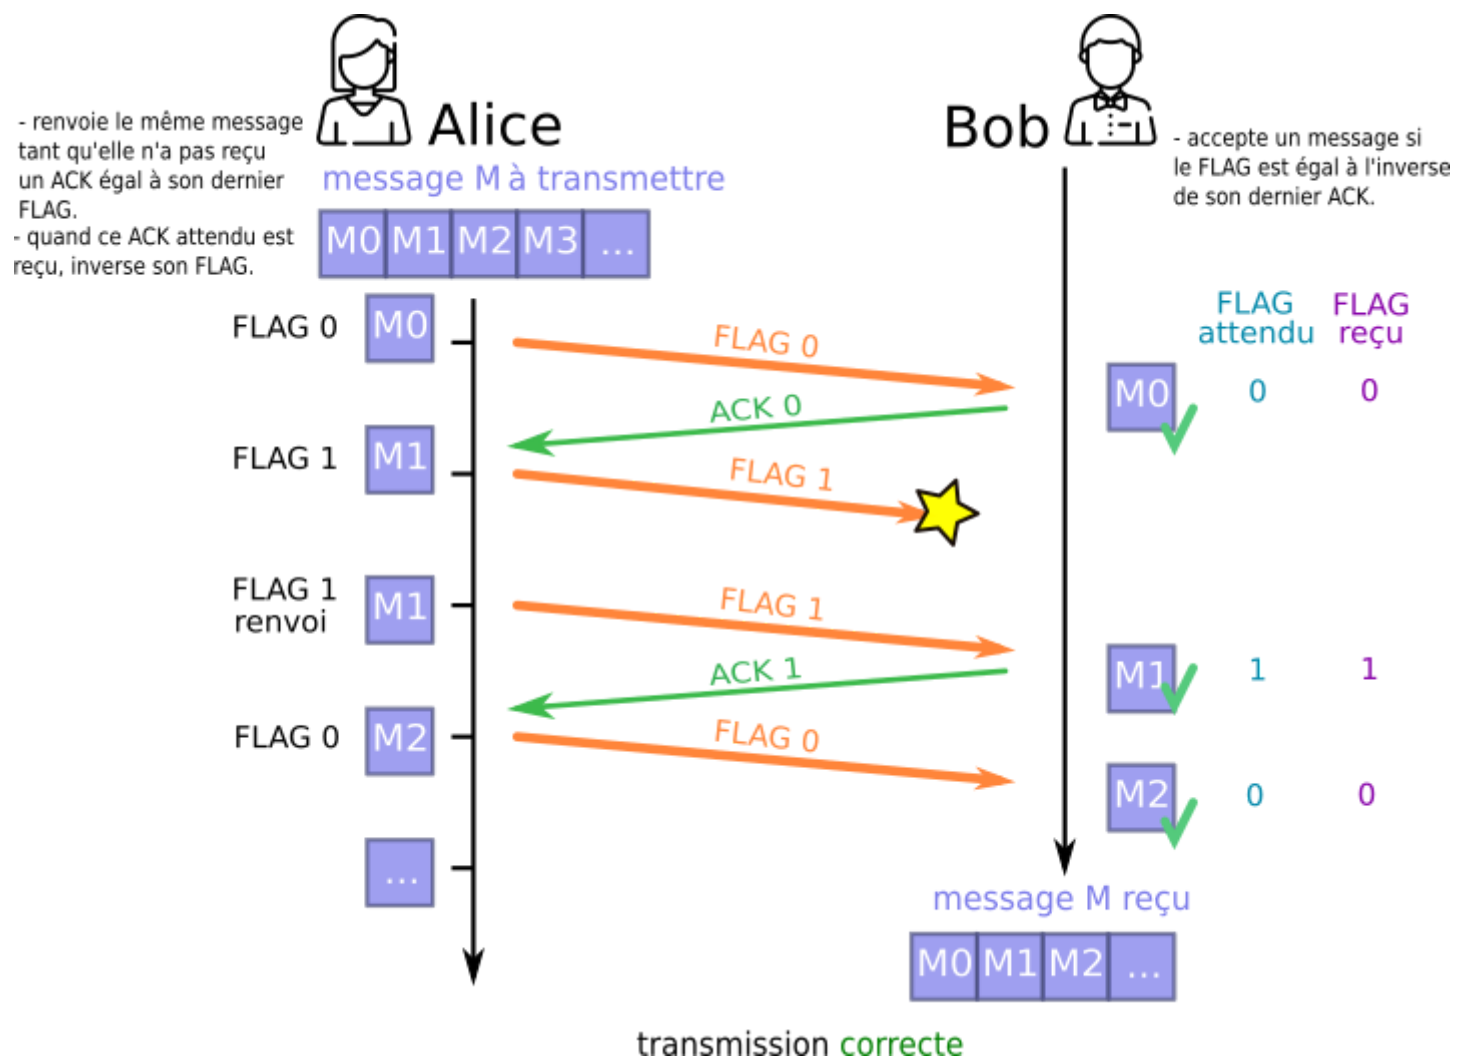 Alice
Bob
- renvoie le même message
tant qu'elle n'a pas reçu
un ACK égal à son dernier
FLAG.
- quand ce ACK attendu est
reçu, inverse son FLAG.
- accepte un message si
le FLAG est égal à l'inverse
de son dernier ACK.
message M à transmettre
M0 M1 M2 M3 ...
FLAG attendu
FLAG reçu
FLAG 0
M0
FLAG 0
M0
0
0
ACK 0
FLAG 1
M1
FLAG 1
FLAG 1
renvoi
M1
FLAG 1
ACK 1
M1
1
1
FLAG 0
M2
FLAG 0
M2
0
0
...
message M reçu
M0 M1 M2 ...
transmission correcte